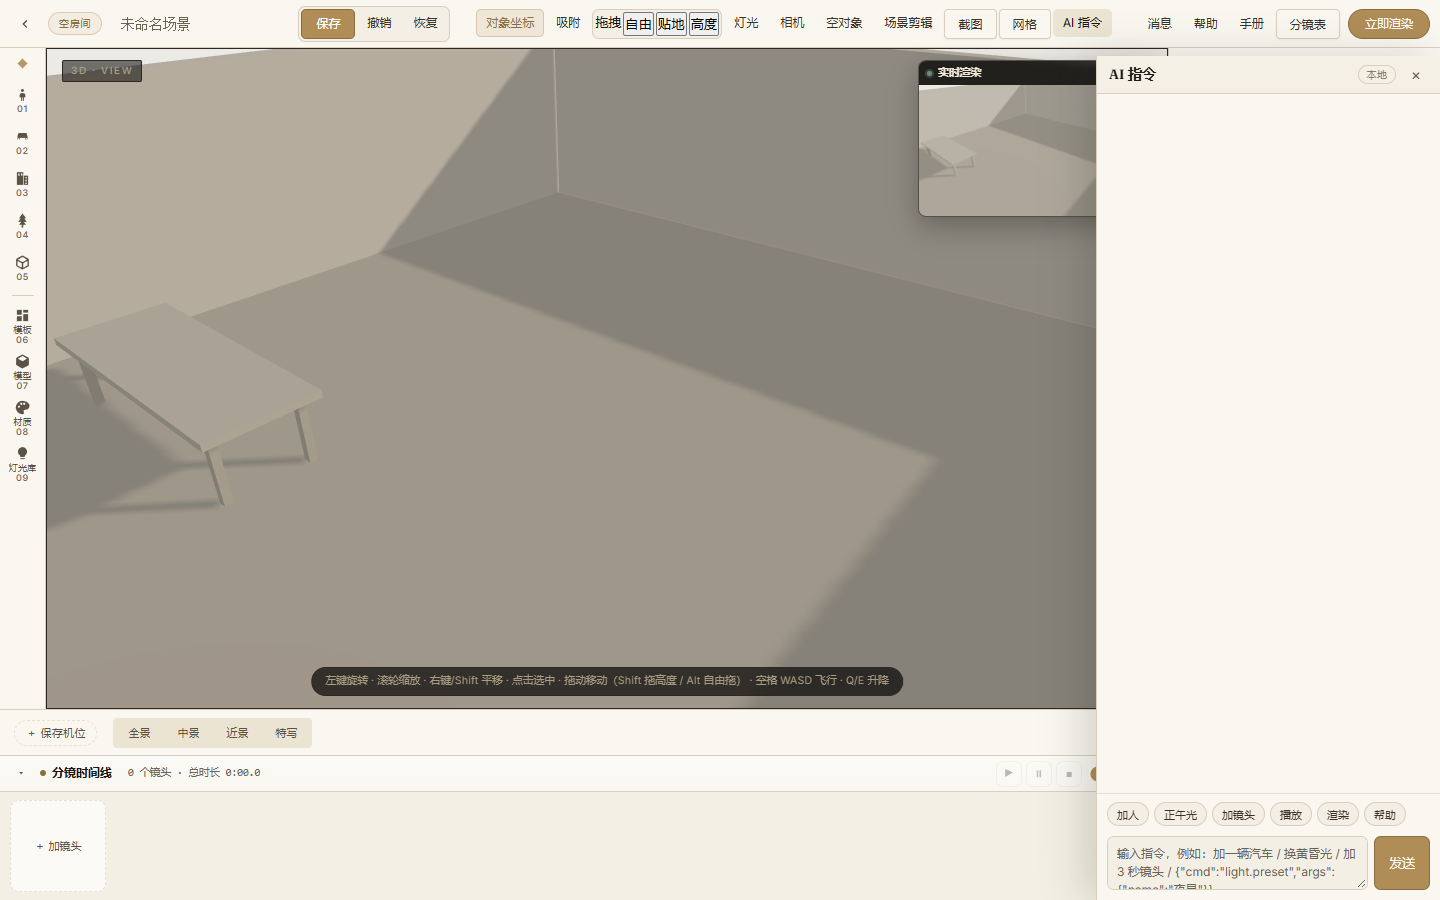 空房间
未命名场景
保存
撤销
恢复
对象坐标
吸附
拖拽
自由
贴地
高度
灯光
相机
空对象
场景剪辑
截图
网格
AI 指令
消息
帮助
手册
分镜表
立即渲染
3D · VIEW
实时渲染
AI 指令
本地
×
01
02
03
04
05
模板
06
模型
07
材质
08
灯光库
09
左键旋转 · 滚轮缩放 · 右键/Shift 平移 · 点击选中 · 拖动移动（Shift 拖高度 / Alt 自由拖） · 空格 WASD 飞行 · Q/E 升降
+ 保存机位
全景
中景
近景
特写
分镜时间线
0 个镜头 · 总时长 0:00.0
+ 加镜头
加人
正午光
加镜头
播放
渲染
帮助
输入指令，例如：加一辆汽车 / 换黄昏光 / 加
3 秒镜头 / {"cmd":"light.preset","args":
{"name":"夜景"}}
发送